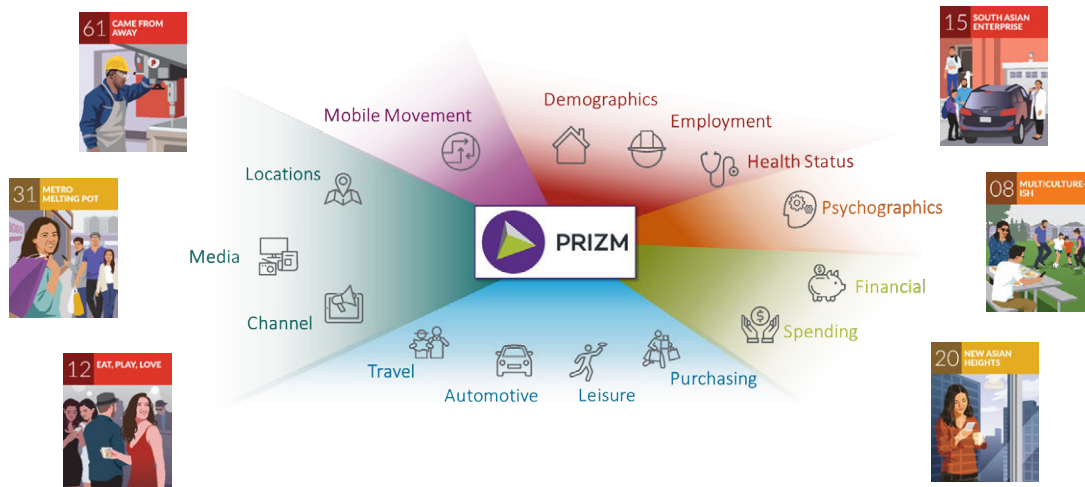 61 CAME FROM
AWAY
15 SOUTH ASIAN
ENTERPRISE
Mobile Movement
Demographics
Employment
Locations
Health Status
31 METRO
MELTING POT
08 MULTICULTURE-
ISH
Psychographics
PRIZM
Media
Financial
Channel
Spending
12 EAT, PLAY, LOVE
Travel
Automotive
Leisure
Purchasing
20 NEW ASIAN
HEIGHTS